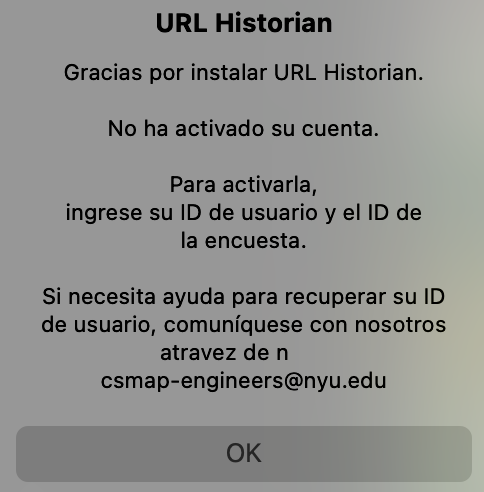 URL Historian
Gracias por instalar URL Historian.
No ha activado su cuenta.
Para activarla,
ingrese su ID de usuario y el ID de
la encuesta.
Si necesita ayuda para recuperar su ID
de usuario, comuníquese con nosotros
atravez de n
csmap-engineers@nyu.edu
OK